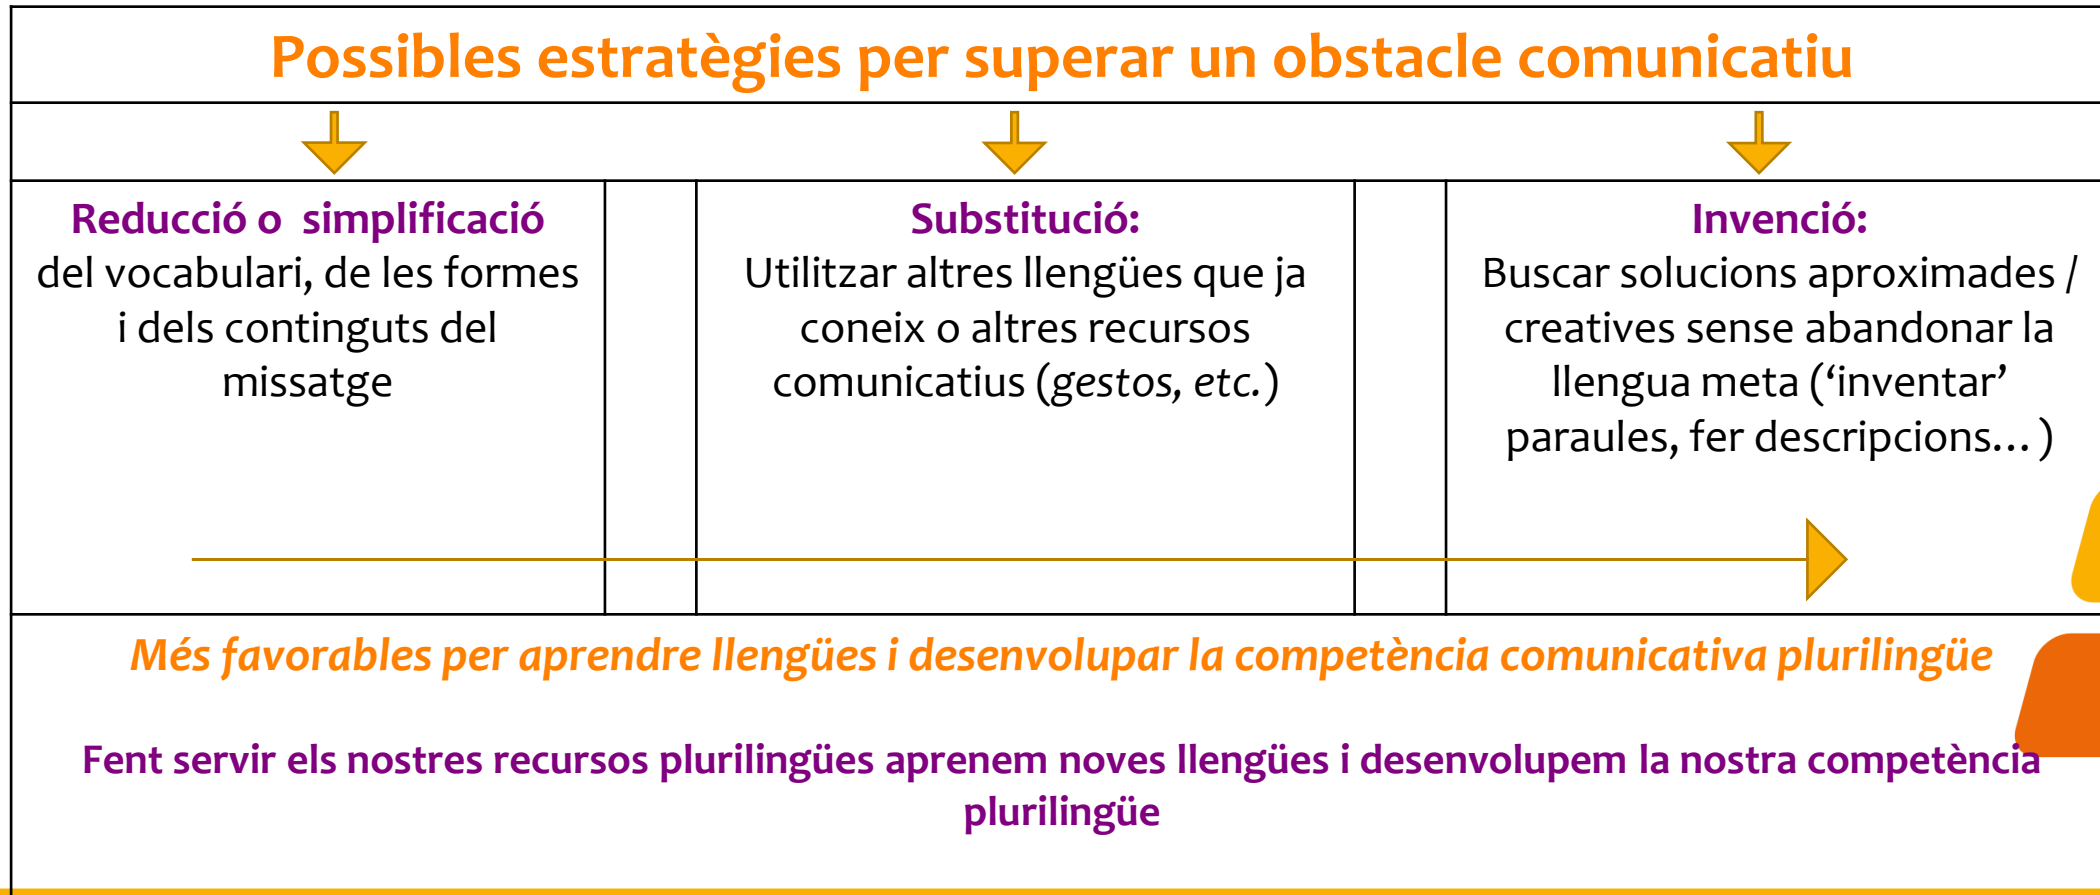 Possibles estratègies per superar un obstacle comunicatiu
Reducció o simplificació
del vocabulari, de les formes
i dels continguts del
missatge
Substitució:
Utilitzar altres llengües que ja
coneix o altres recursos
comunicatius (gestos, etc.)
Invenció:
Buscar solucions aproximades /
creatives sense abandonar la
llengua meta (‘inventar’
paraules, fer descripcions… )
Més favorables per aprendre llengües i desenvolupar la competència comunicativa plurilingüe
Fent servir els nostres recursos plurilingües aprenem noves llengües i desenvolupem la nostra competència
plurilingüe